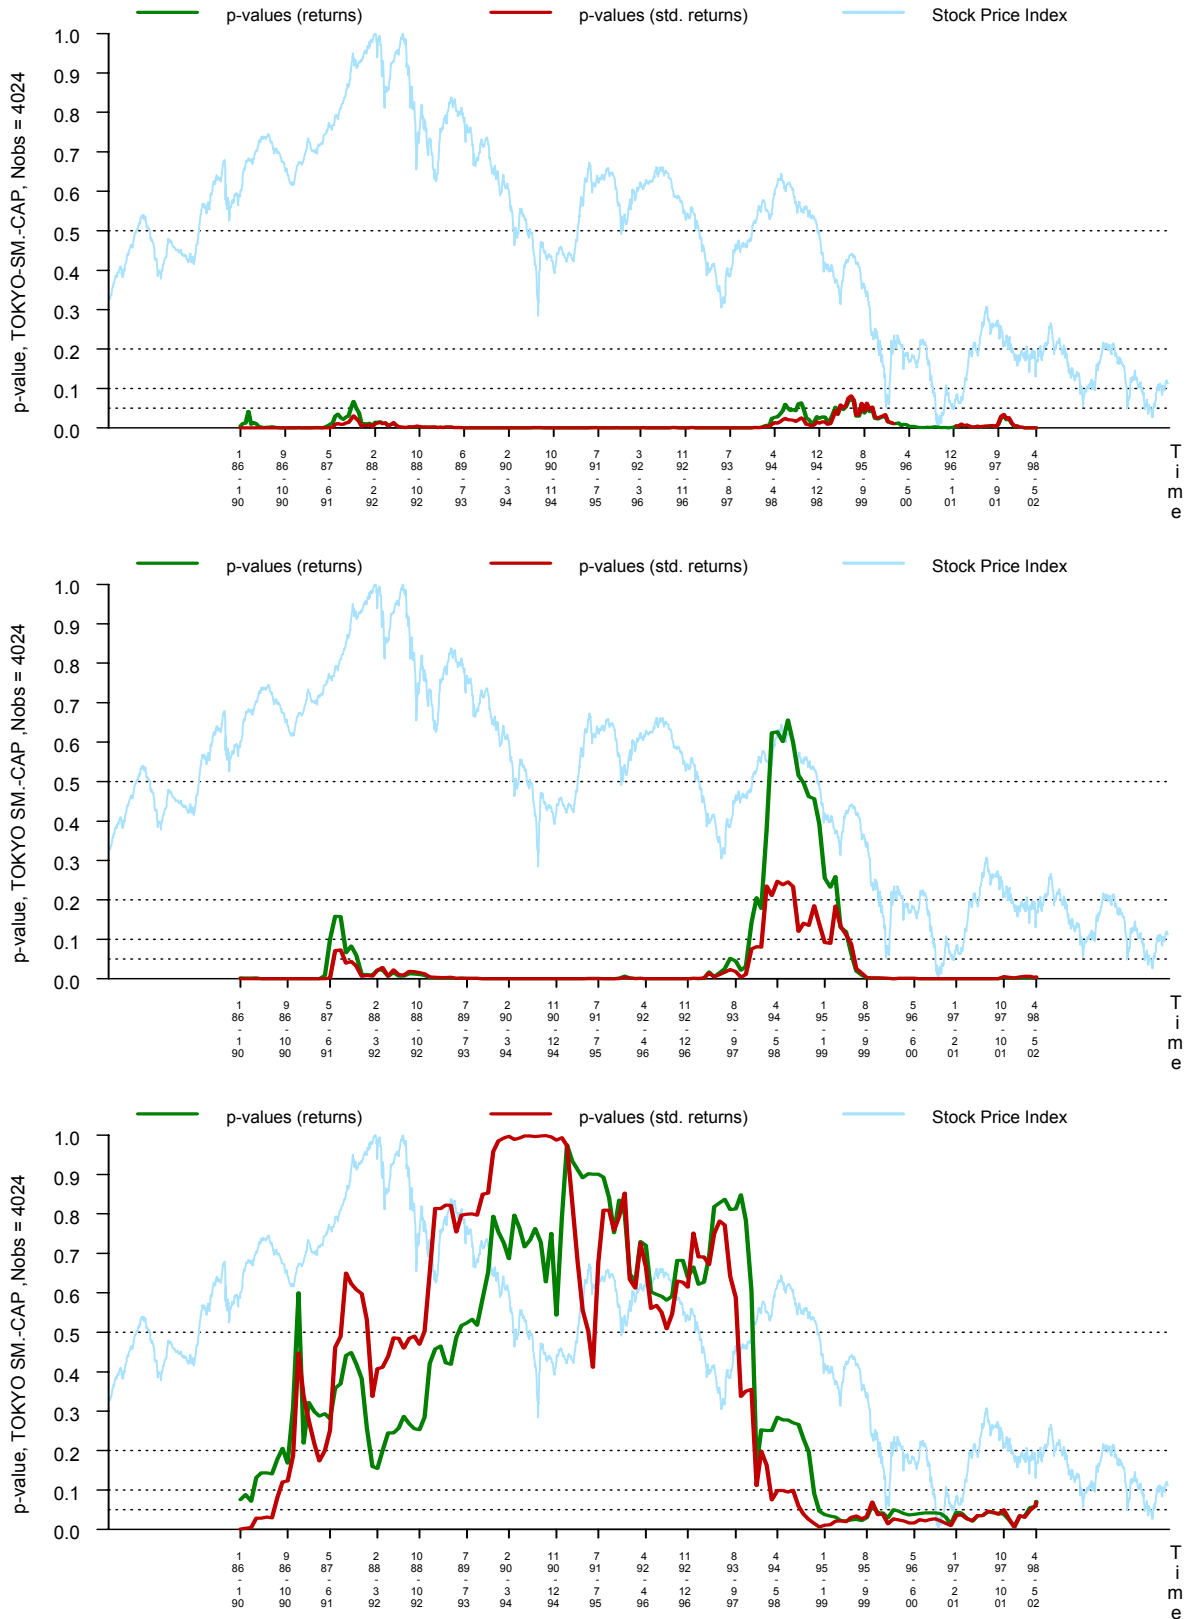 p-values (returns) p-values (std. returns) Stock Price Index
p-value, TOKYO-SM.-CAP, Nobs = 4024
1.0
0.9
0.8
0.7
0.6
0.5
0.4
0.3
0.2
0.1
0.0
1 9 5 2 10 6 2 10 7 3 11 7 4 12 8 4 12 9 4
86 86 87 88 88 89 90 90 91 92 92 93 94 94 95 96 96 97 98
- - - - - - - - - - - - - - - - - - -
1 10 6 2 10 7 3 11 7 3 11 8 4 12 9 5 1 9 5
90 90 91 92 92 93 94 94 95 96 96 97 98 98 99 00 01 01 02
T
i
m
e
p-values (returns) p-values (std. returns) Stock Price Index
p-value, TOKYO SM.-CAP ,Nobs = 4024
1.0
0.9
0.8
0.7
0.6
0.5
0.4
0.3
0.2
0.1
0.0
1 9 5 2 10 7 2 11 7 4 11 8 4 1 8 5 1 10 4
86 86 87 88 88 89 90 90 91 92 92 93 94 95 95 96 97 97 98
- - - - - - - - - - - - - - - - - - -
1 10 6 3 10 7 3 12 7 4 12 9 5 1 9 6 2 10 5
90 90 91 92 92 93 94 94 95 96 96 97 98 99 99 00 01 01 02
T
i
m
e
p-values (returns) p-values (std. returns) Stock Price Index
p-value, TOKYO SM.-CAP ,Nobs = 4024
1.0
0.9
0.8
0.7
0.6
0.5
0.4
0.3
0.2
0.1
0.0
1 9 5 2 10 7 2 11 7 4 11 8 4 1 8 5 1 10 4
86 86 87 88 88 89 90 90 91 92 92 93 94 95 95 96 97 97 98
- - - - - - - - - - - - - - - - - - -
1 10 6 3 10 7 3 12 7 4 12 9 5 1 9 6 2 10 5
90 90 91 92 92 93 94 94 95 96 96 97 98 99 99 00 01 01 02
T
i
m
e